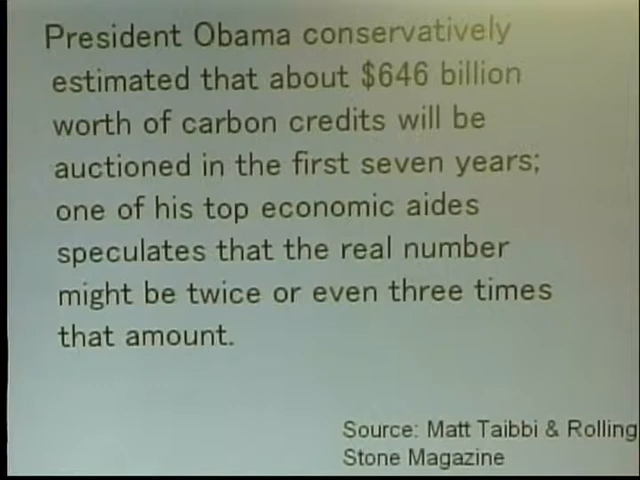 President Obama conservatively
estimated that about $646 billion
worth of carbon credits will be
auctioned in the first seven years;
one of his top economic aides
speculates that the real number
might be twice or even three times
that amount.
Source: Matt Taibbi & Rolling
Stone Magazine